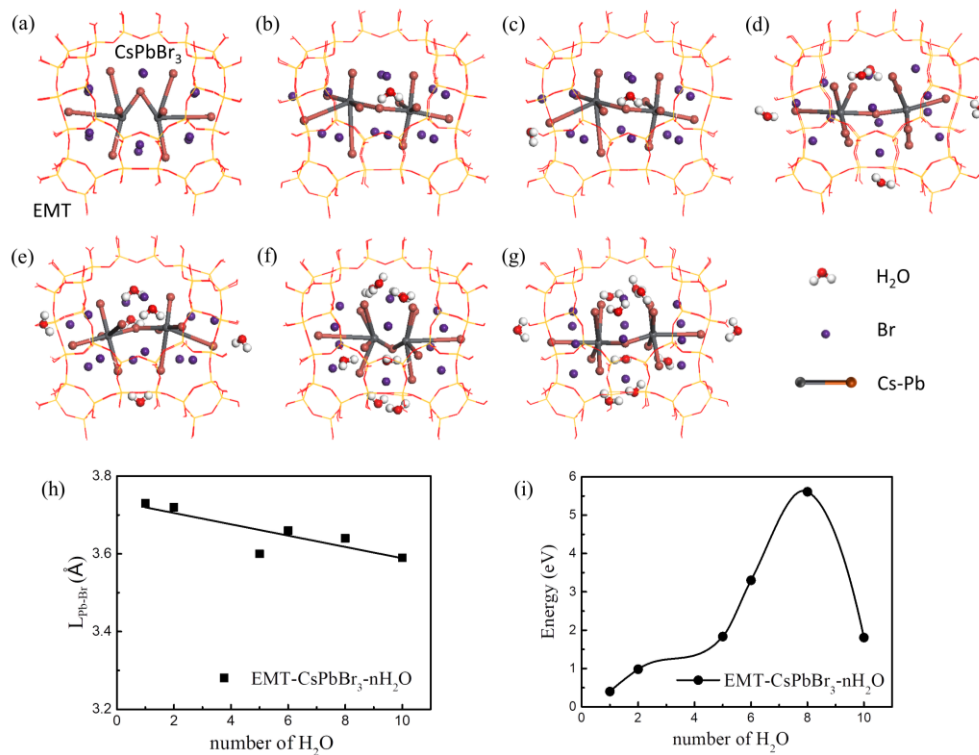 (a)
CsPbBr₃
EMT
(b)
(c)
(d)
(e)
(f)
(g)
H₂O
Br
Cs-Pb
(h)
3.8
3.6
3.4
3.2
L_Pb-Br (Å)
0 2 4 6 8 10
number of H₂O
EMT-CsPbBr₃-nH₂O
(i)
6
5
4
3
2
1
0
Energy (eV)
0 2 4 6 8 10
number of H₂O
EMT-CsPbBr₃-nH₂O